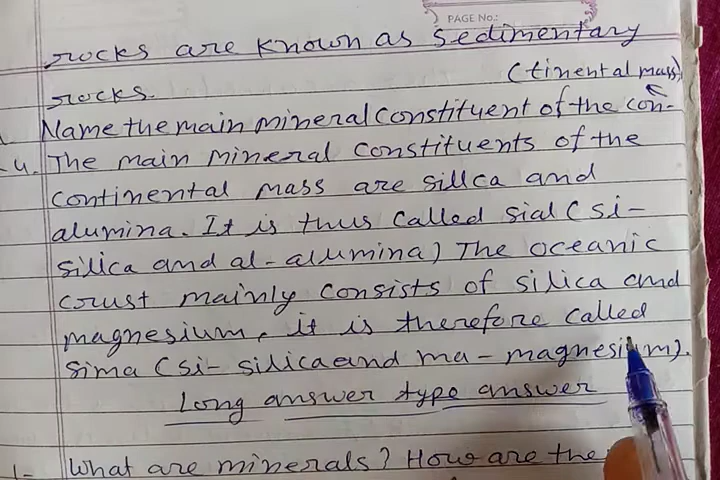 PAGE No.:
rocks are known as sedimentary
rocks.
(tinental mass)
Name the main mineral constituent of the con-
4. The main mineral constituents of the
continental mass are sillca and
alumina. It is thus called sial (si-
silica and al-alumina) The oceanic
crust mainly consists of silica and
magnesium, it is therefore called
sima (si- silica and ma - magnesium).
Long answer type answer
1- What are minerals? How are the